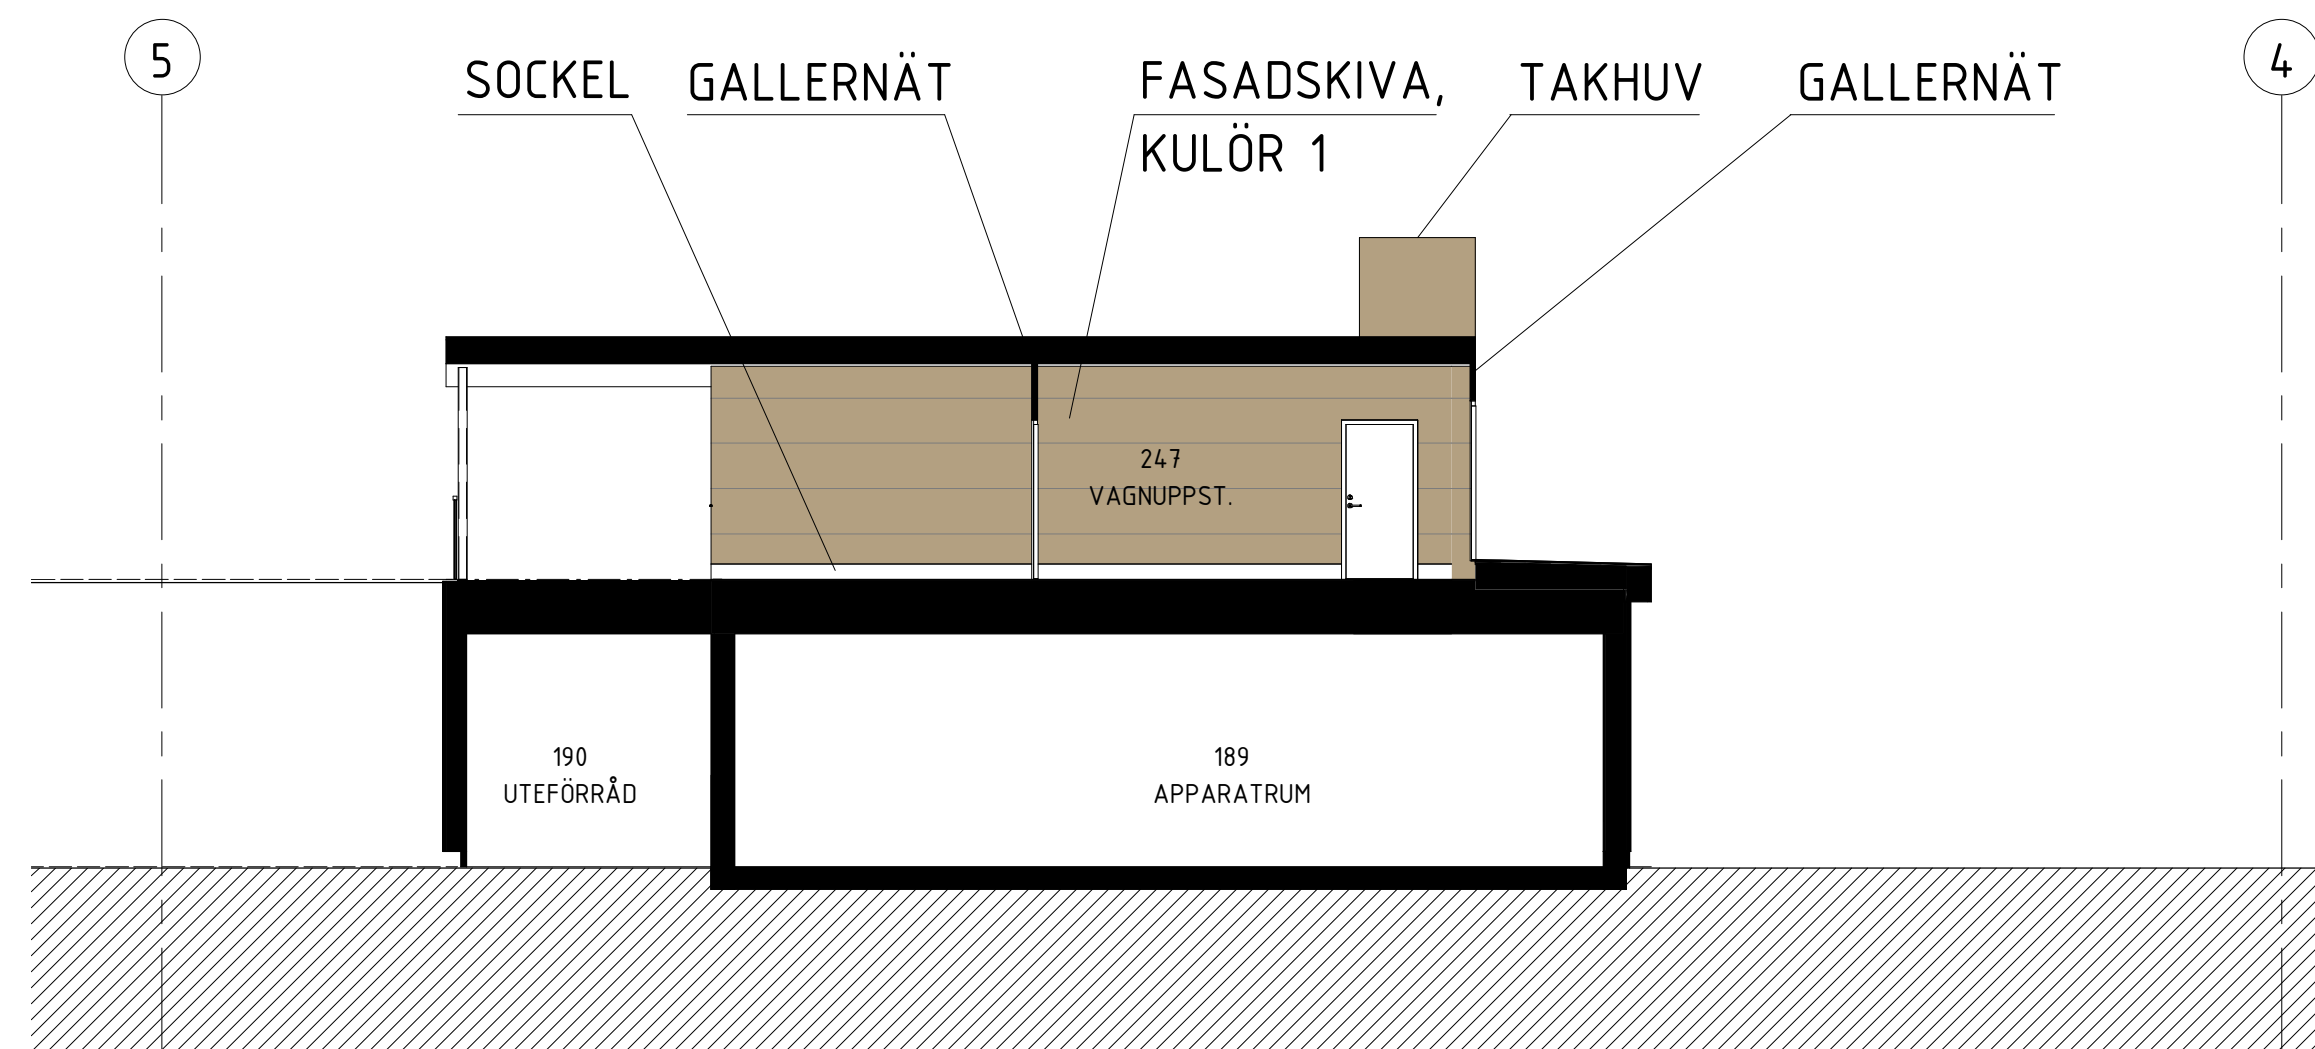 5
SOCKEL
GALLERNÄT
FASADSKIVA,
KULÖR 1
TAKHUV
GALLERNÄT
4
247
VAGNUPPST.
190
UTEFÖRRÅD
189
APPARATRUM